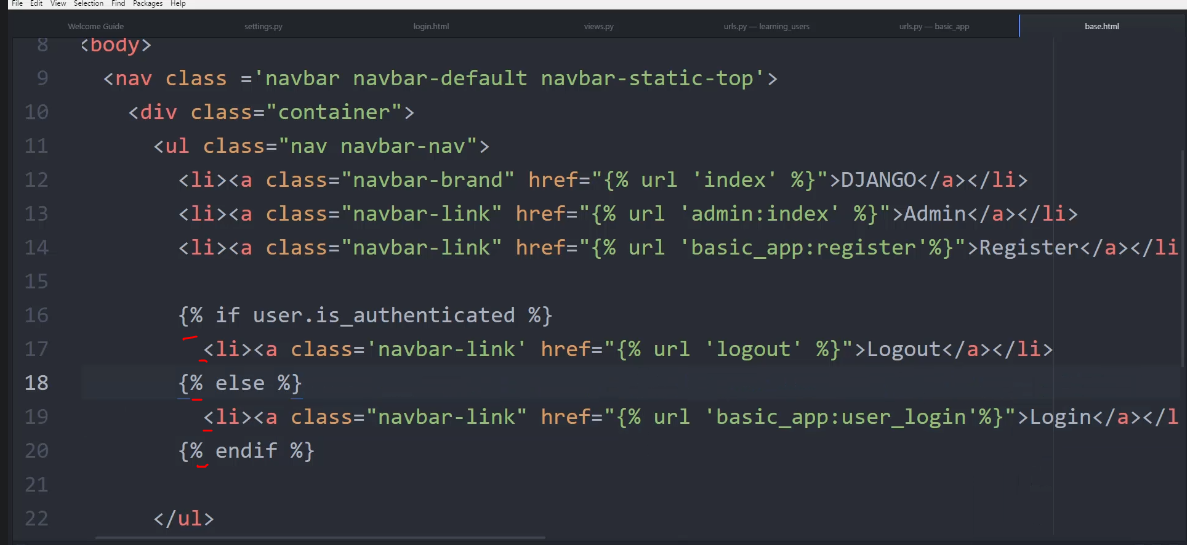 File Edit View Selection Find Packages Help
Welcome Guide settings.py login.html views.py urls.py — learning_users urls.py — basic_app base.html
8 <body>
9 <nav class ='navbar navbar-default navbar-static-top'>
10 <div class="container">
11 <ul class="nav navbar-nav">
12 <li><a class="navbar-brand" href="{% url 'index' %}">DJANGO</a></li>
13 <li><a class="navbar-link" href="{% url 'admin:index' %}">Admin</a></li>
14 <li><a class="navbar-link" href="{% url 'basic_app:register'%}">Register</a></li
15
16 {% if user.is_authenticated %}
17 <li><a class='navbar-link' href="{% url 'logout' %}">Logout</a></li>
18 {% else %}
19 <li><a class="navbar-link" href="{% url 'basic_app:user_login'%}">Login</a></l
20 {% endif %}
21
22 </ul>